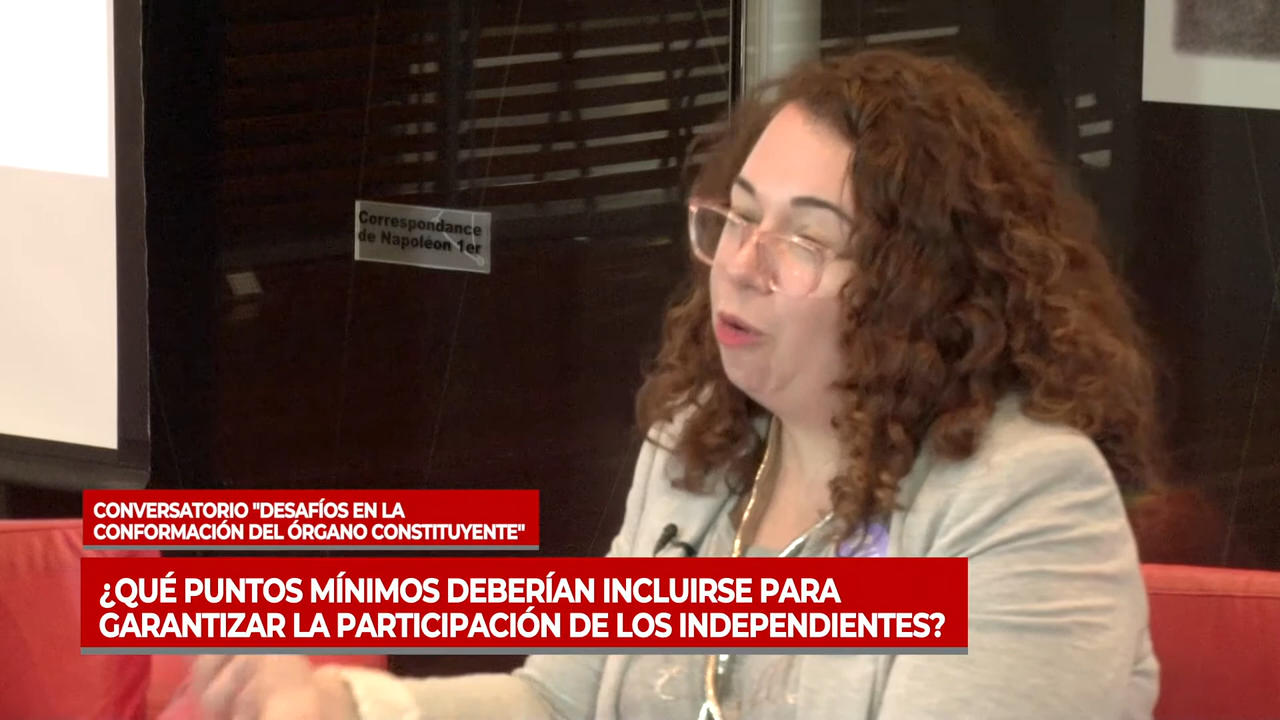 Correspondance
de Napoléon 1er
CONVERSATORIO "DESAFÍOS EN LA
CONFORMACIÓN DEL ÓRGANO CONSTITUYENTE"
¿QUÉ PUNTOS MÍNIMOS DEBERÍAN INCLUIRSE PARA
GARANTIZAR LA PARTICIPACIÓN DE LOS INDEPENDIENTES?